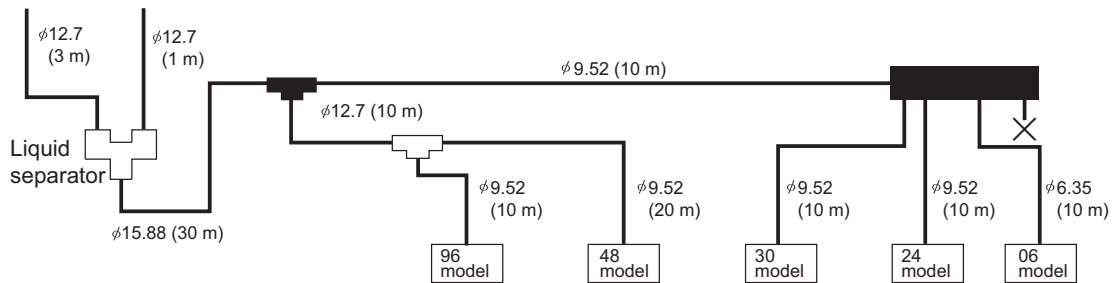 φ12.7
(3 m)
φ12.7
(1 m)
φ9.52 (10 m)
φ12.7 (10 m)
Liquid
separator
φ15.88 (30 m)
φ9.52
(10 m)
φ9.52
(20 m)
φ9.52
(10 m)
φ9.52
(10 m)
φ6.35
(10 m)
96
model
48
model
30
model
24
model
06
model